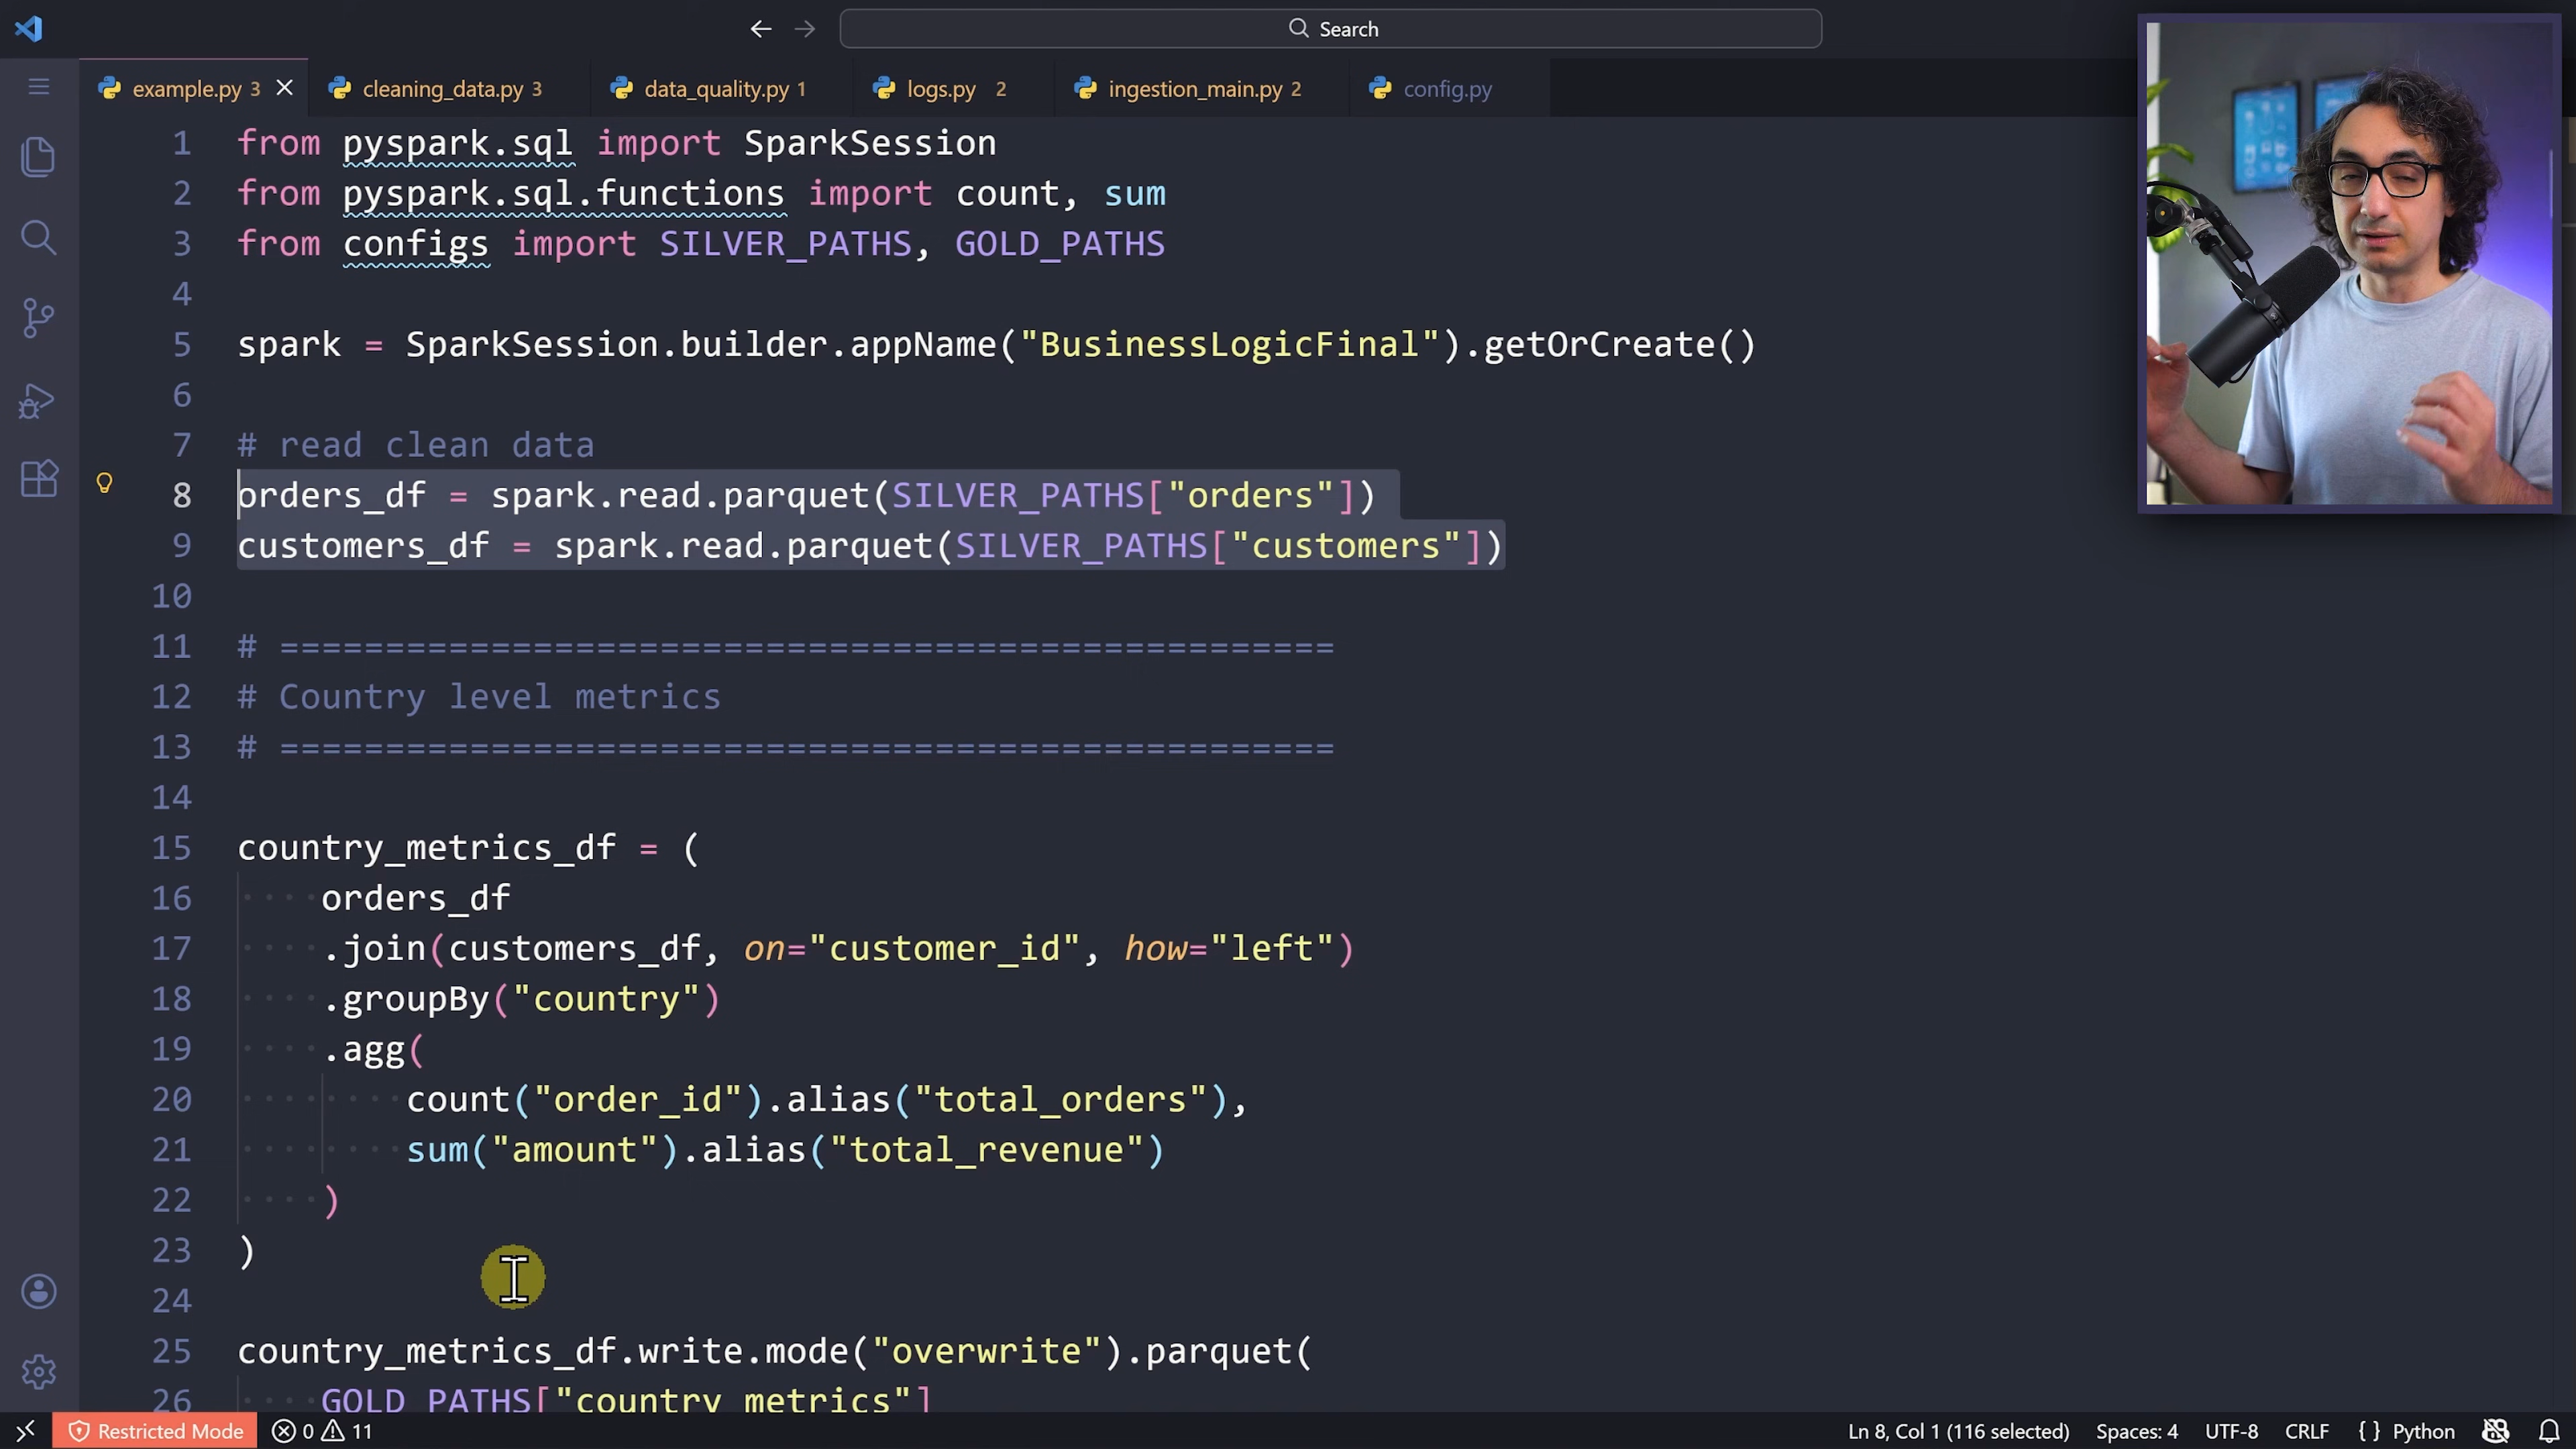 Search
example.py 3
cleaning_data.py 3
data_quality.py 1
logs.py 2
ingestion_main.py 2
config.py
1 from pyspark.sql import SparkSession
2 from pyspark.sql.functions import count, sum
3 from configs import SILVER_PATHS, GOLD_PATHS
4
5 spark = SparkSession.builder.appName("BusinessLogicFinal").getOrCreate()
6
7 # read clean data
8 orders_df = spark.read.parquet(SILVER_PATHS["orders"])
9 customers_df = spark.read.parquet(SILVER_PATHS["customers"])
10
11 # ==================================================
12 # Country level metrics
13 # ==================================================
14
15 country_metrics_df = (
16 orders_df
17 .join(customers_df, on="customer_id", how="left")
18 .groupBy("country")
19 .agg(
20 count("order_id").alias("total_orders"),
21 sum("amount").alias("total_revenue")
22 )
23 )
24
25 country_metrics_df.write.mode("overwrite").parquet(
26 GOLD_PATHS["country_metrics"]
Restricted Mode 0 11 Ln 8, Col 1 (116 selected) Spaces: 4 UTF-8 CRLF { } Python